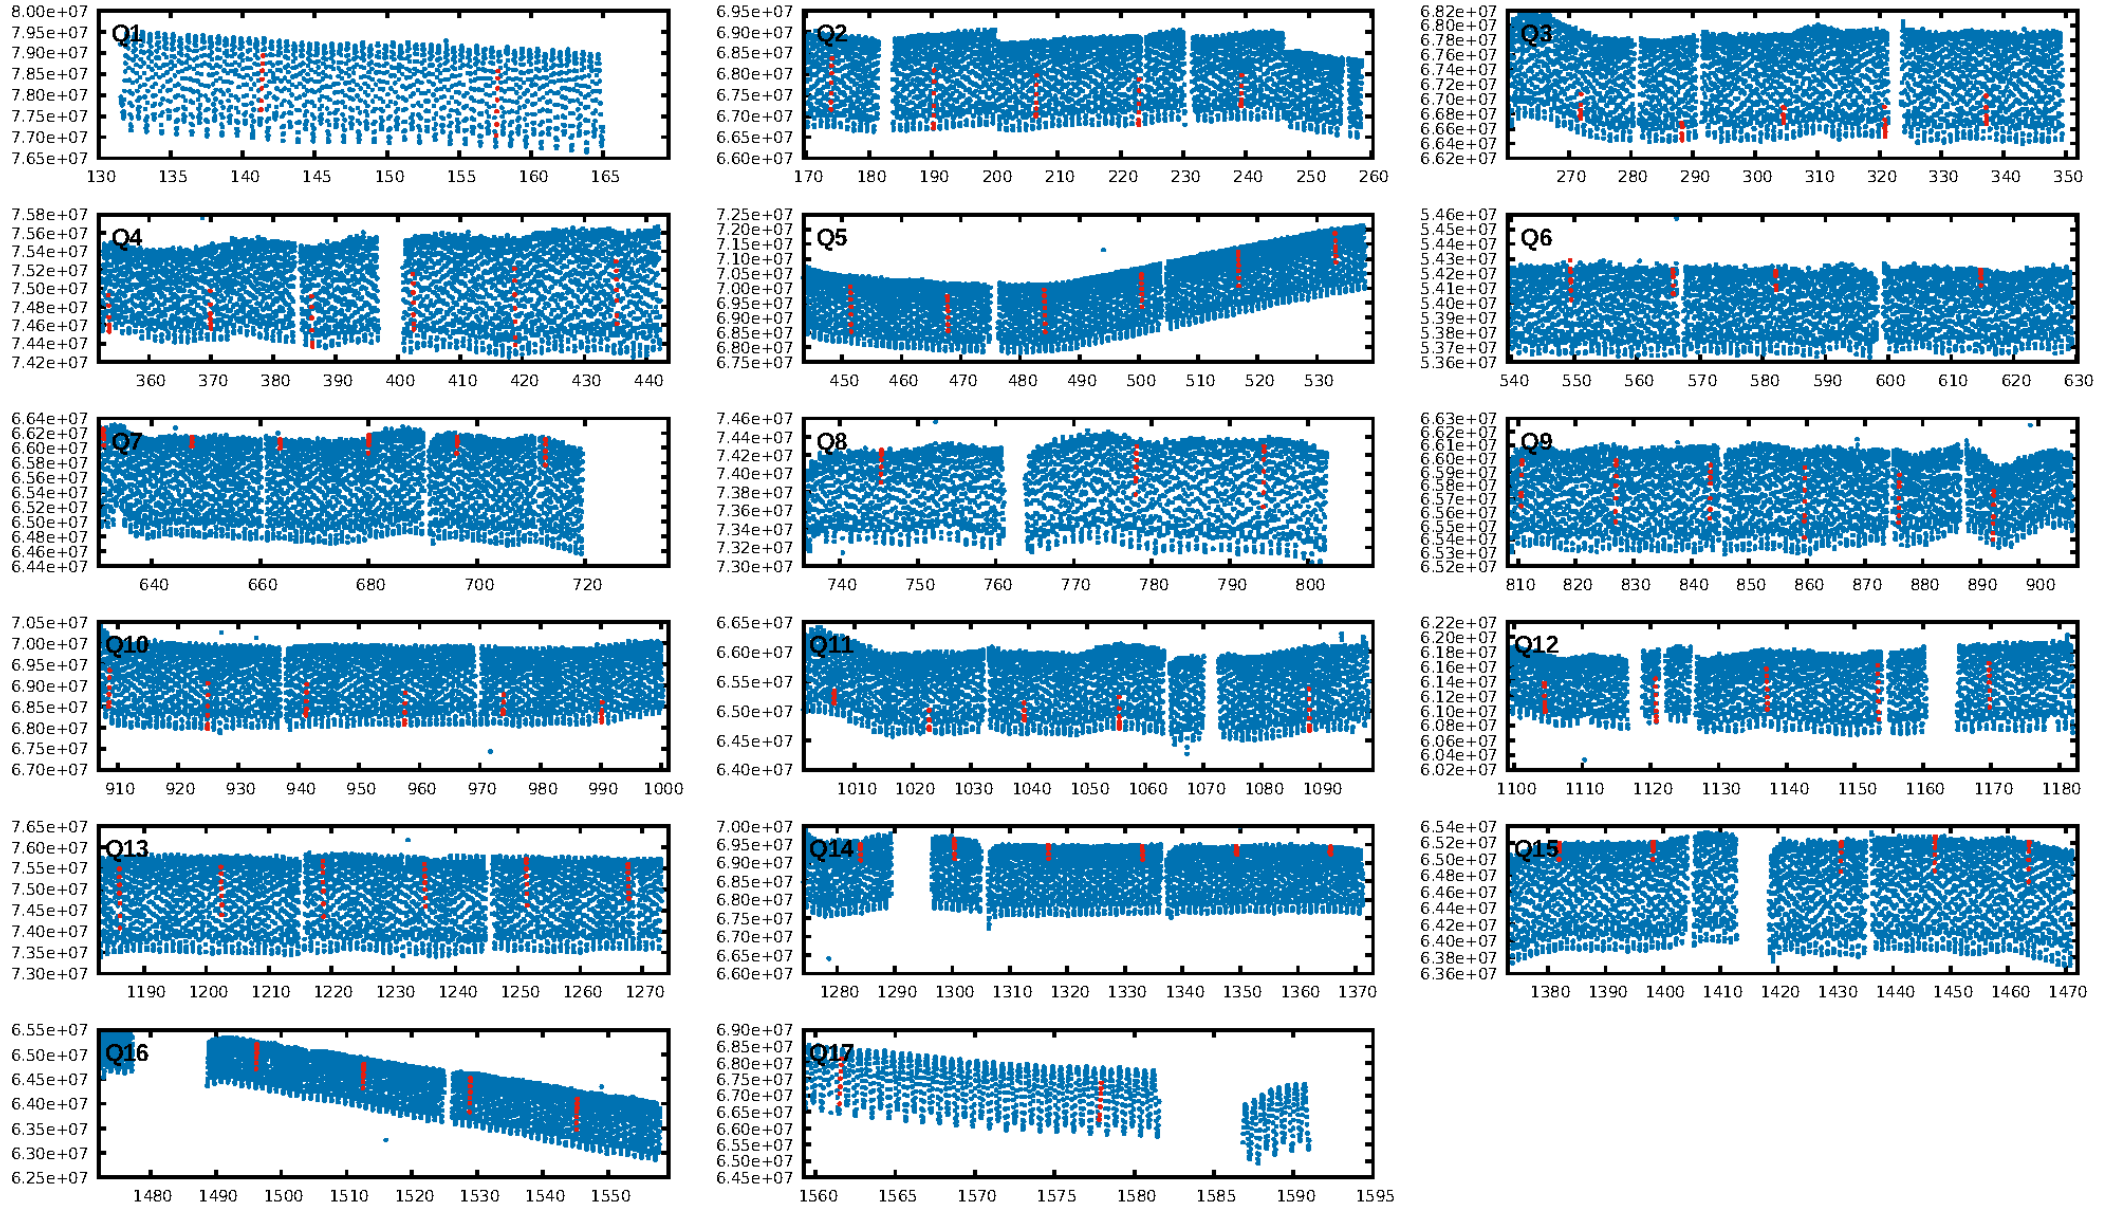 8.00e+07
7.95e+07
7.90e+07
7.85e+07
7.80e+07
7.75e+07
7.70e+07
7.65e+07
Q1
130 135 140 145 150 155 160 165
6.95e+07
6.90e+07
6.85e+07
6.80e+07
6.75e+07
6.70e+07
6.65e+07
6.60e+07
Q2
170 180 190 200 210 220 230 240 250 260
6.82e+07
6.80e+07
6.78e+07
6.76e+07
6.74e+07
6.72e+07
6.70e+07
6.68e+07
6.66e+07
6.64e+07
6.62e+07
Q3
270 280 290 300 310 320 330 340 350
7.58e+07
7.56e+07
7.54e+07
7.52e+07
7.50e+07
7.48e+07
7.46e+07
7.44e+07
7.42e+07
Q4
360 370 380 390 400 410 420 430 440
7.25e+07
7.20e+07
7.15e+07
7.10e+07
7.05e+07
7.00e+07
6.95e+07
6.90e+07
6.85e+07
6.80e+07
6.75e+07
Q5
450 460 470 480 490 500 510 520 530
5.46e+07
5.45e+07
5.44e+07
5.43e+07
5.42e+07
5.41e+07
5.40e+07
5.39e+07
5.38e+07
5.37e+07
5.36e+07
Q6
540 550 560 570 580 590 600 610 620 630
6.64e+07
6.62e+07
6.60e+07
6.58e+07
6.56e+07
6.54e+07
6.52e+07
6.50e+07
6.48e+07
6.46e+07
6.44e+07
Q7
640 660 680 700 720
7.46e+07
7.44e+07
7.42e+07
7.40e+07
7.38e+07
7.36e+07
7.34e+07
7.32e+07
7.30e+07
Q8
740 750 760 770 780 790 800
6.63e+07
6.62e+07
6.61e+07
6.60e+07
6.59e+07
6.58e+07
6.57e+07
6.56e+07
6.55e+07
6.54e+07
6.53e+07
6.52e+07
Q9
810 820 830 840 850 860 870 880 890 900
7.05e+07
7.00e+07
6.95e+07
6.90e+07
6.85e+07
6.80e+07
6.75e+07
6.70e+07
Q10
910 920 930 940 950 960 970 980 990 1000
6.65e+07
6.60e+07
6.55e+07
6.50e+07
6.45e+07
6.40e+07
Q11
1010 1020 1030 1040 1050 1060 1070 1080 1090
6.22e+07
6.20e+07
6.18e+07
6.16e+07
6.14e+07
6.12e+07
6.10e+07
6.08e+07
6.06e+07
6.04e+07
6.02e+07
Q12
1100 1110 1120 1130 1140 1150 1160 1170 1180
7.65e+07
7.60e+07
7.55e+07
7.50e+07
7.45e+07
7.40e+07
7.35e+07
7.30e+07
Q13
1190 1200 1210 1220 1230 1240 1250 1260 1270
7.00e+07
6.95e+07
6.90e+07
6.85e+07
6.80e+07
6.75e+07
6.70e+07
6.65e+07
6.60e+07
Q14
1280 1290 1300 1310 1320 1330 1340 1350 1360 1370
6.54e+07
6.52e+07
6.50e+07
6.48e+07
6.46e+07
6.44e+07
6.42e+07
6.40e+07
6.38e+07
6.36e+07
Q15
1380 1390 1400 1410 1420 1430 1440 1450 1460 1470
6.55e+07
6.50e+07
6.45e+07
6.40e+07
6.35e+07
6.30e+07
6.25e+07
Q16
1480 1490 1500 1510 1520 1530 1540 1550
6.90e+07
6.85e+07
6.80e+07
6.75e+07
6.70e+07
6.65e+07
6.60e+07
6.55e+07
6.50e+07
6.45e+07
Q17
1560 1565 1570 1575 1580 1585 1590 1595